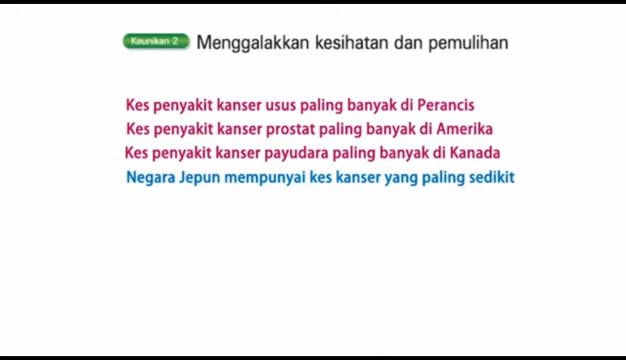 Keunikan 2 Menggalakkan kesihatan dan pemulihan
Kes penyakit kanser usus paling banyak di Perancis
Kes penyakit kanser prostat paling banyak di Amerika
Kes penyakit kanser payudara paling banyak di Kanada
Negara Jepun mempunyai kes kanser yang paling sedikit